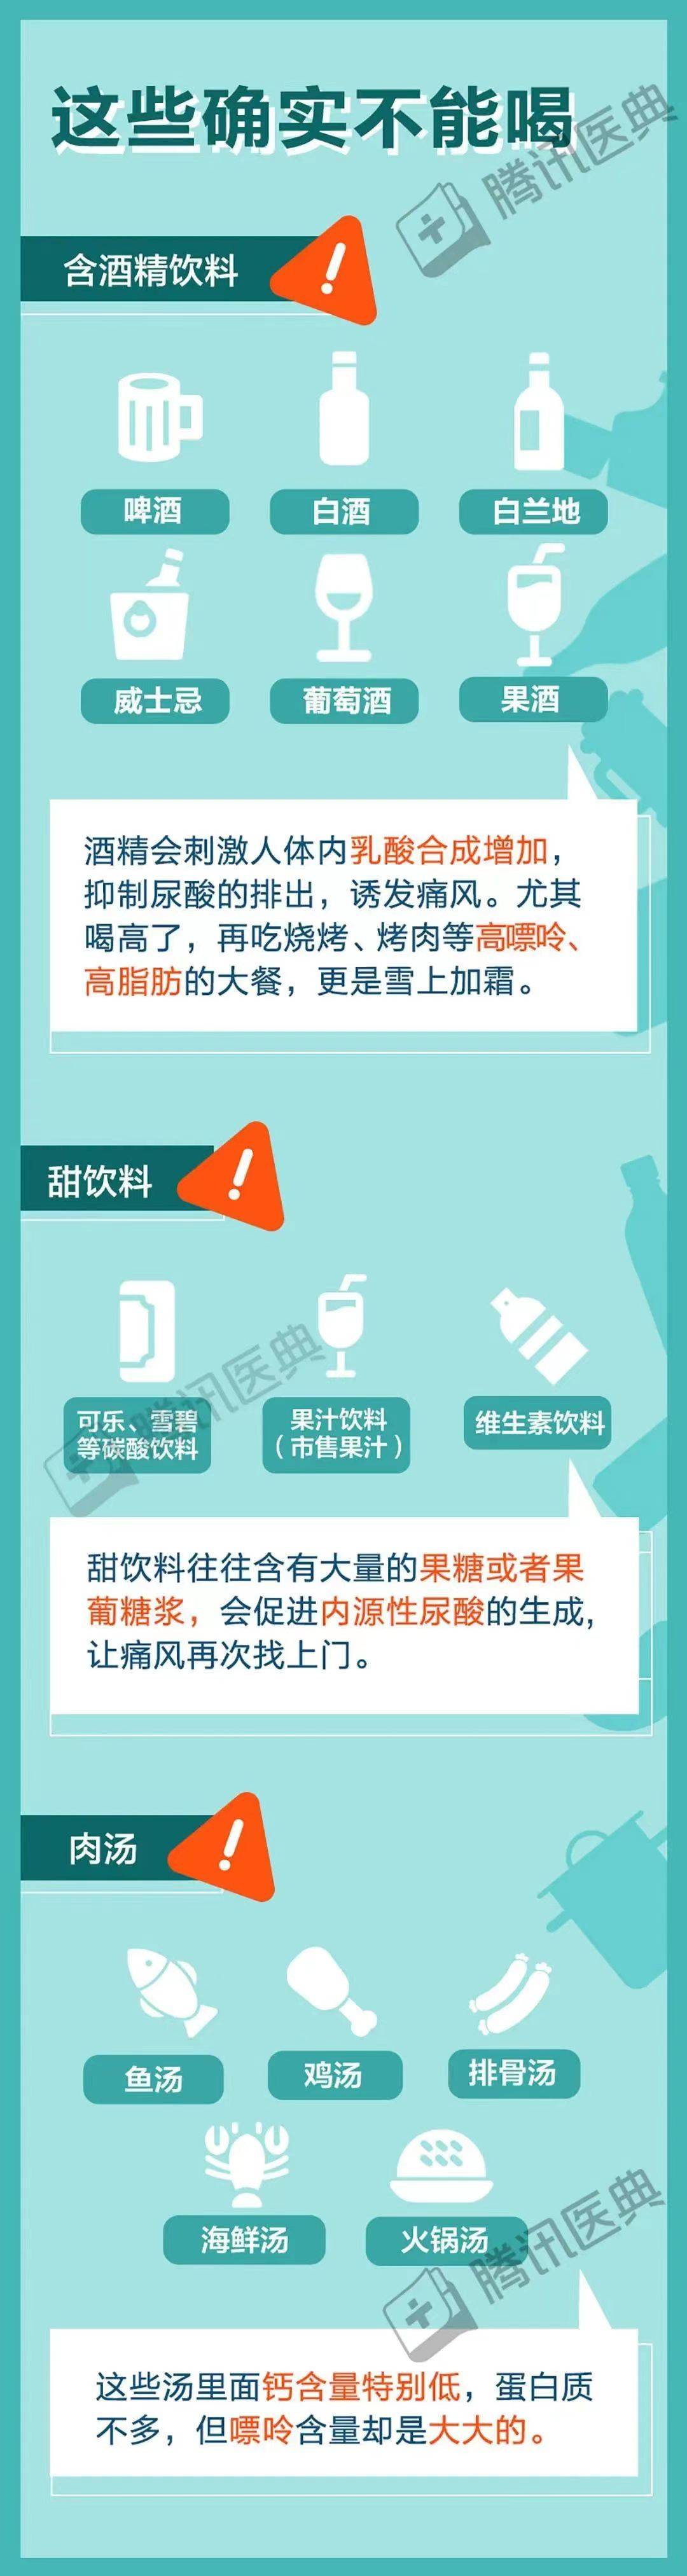 这些确实不能喝
腾讯医典
含酒精饮料
啤酒
白酒
白兰地
威士忌
葡萄酒
果酒
酒精会刺激人体内乳酸合成增加，
抑制尿酸的排出，诱发痛风。尤其
喝高了，再吃烧烤、烤肉等高嘌呤、
高脂肪的大餐，更是雪上加霜。
甜饮料
腾讯医典
可乐、雪碧
等碳酸饮料
果汁饮料
（市售果汁）
维生素饮料
甜饮料往往含有大量的果糖或者果
葡糖浆，会促进内源性尿酸的生成，
让痛风再次找上门。
肉汤
鱼汤
鸡汤
排骨汤
海鲜汤
火锅汤
腾讯医典
这些汤里面钙含量特别低，蛋白质
不多，但嘌呤含量却是大大的。